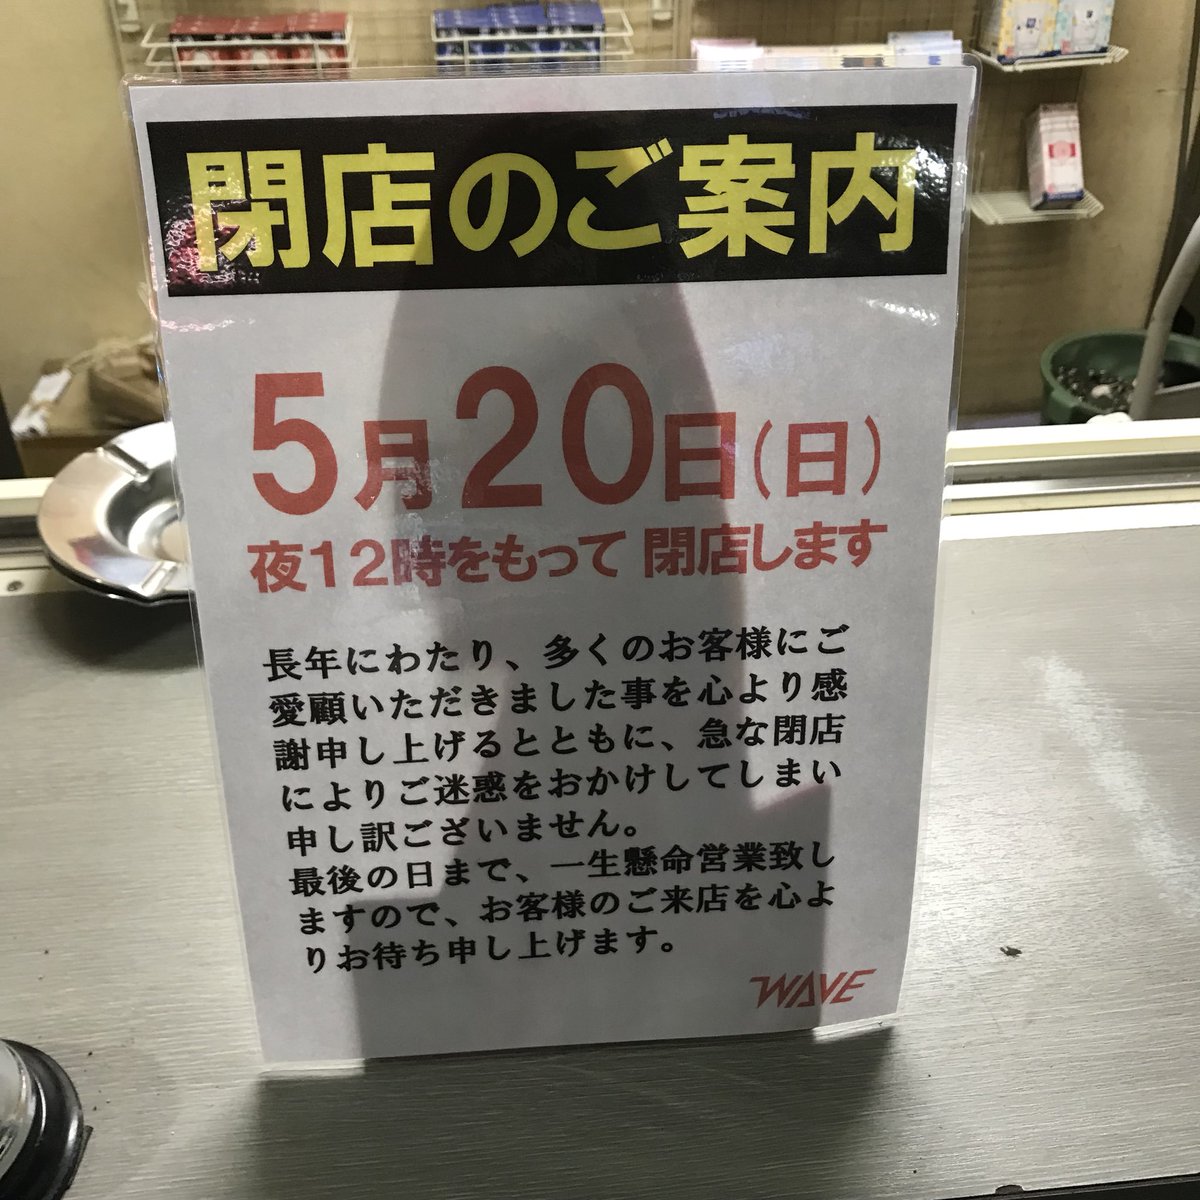 閉店のご案内
5月20日(日)
夜12時をもって 閉店します
長年にわたり、多くのお客様にご
愛顧いただきました事を心より感
謝申し上げるとともに、急な閉店
によりご迷惑をおかけしてしまい
申し訳ございません。
最後の日まで、一生懸命営業致し
ますので、お客様のご来店を心よ
りお待ち申し上げます。
WAVE